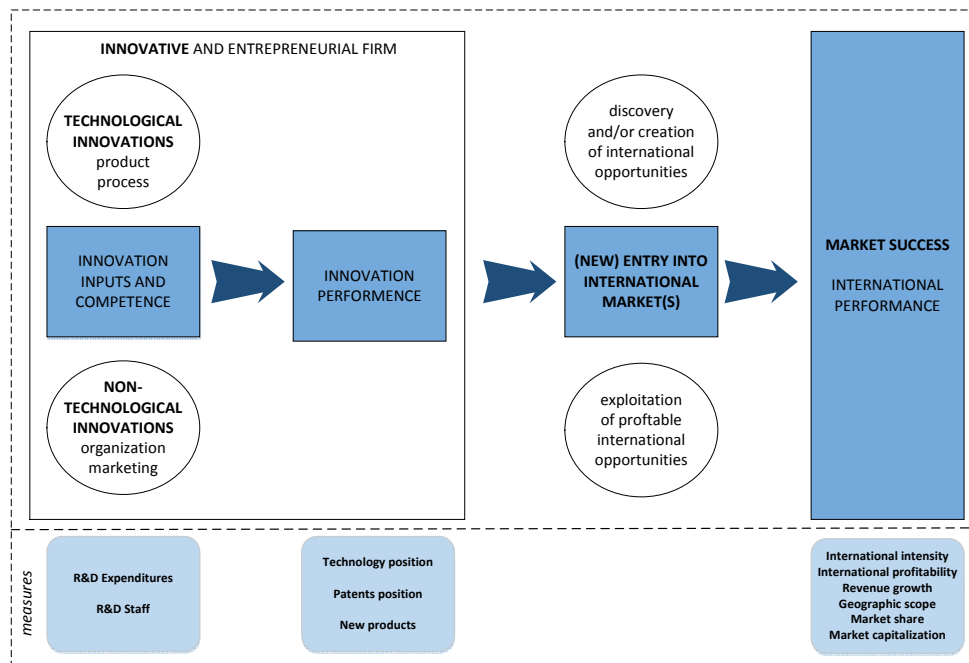 INNOVATIVE AND ENTREPRENEURIAL FIRM
TECHNOLOGICAL
INNOVATIONS
product
process
INNOVATION
INPUTS AND
COMPETENCE
NON-
TECHNOLOGICAL
INNOVATIONS
organization
marketing
INNOVATION
PERFORMENCE
discovery
and/or creation
of international
opportunities
(NEW) ENTRY INTO
INTERNATIONAL
MARKET(S)
exploitation
of proftable
international
opportunities
MARKET SUCCESS
INTERNATIONAL
PERFORMANCE
measures
R&D Expenditures
R&D Staff
Technology position
Patents position
New products
International intensity
International profitability
Revenue growth
Geographic scope
Market share
Market capitalization